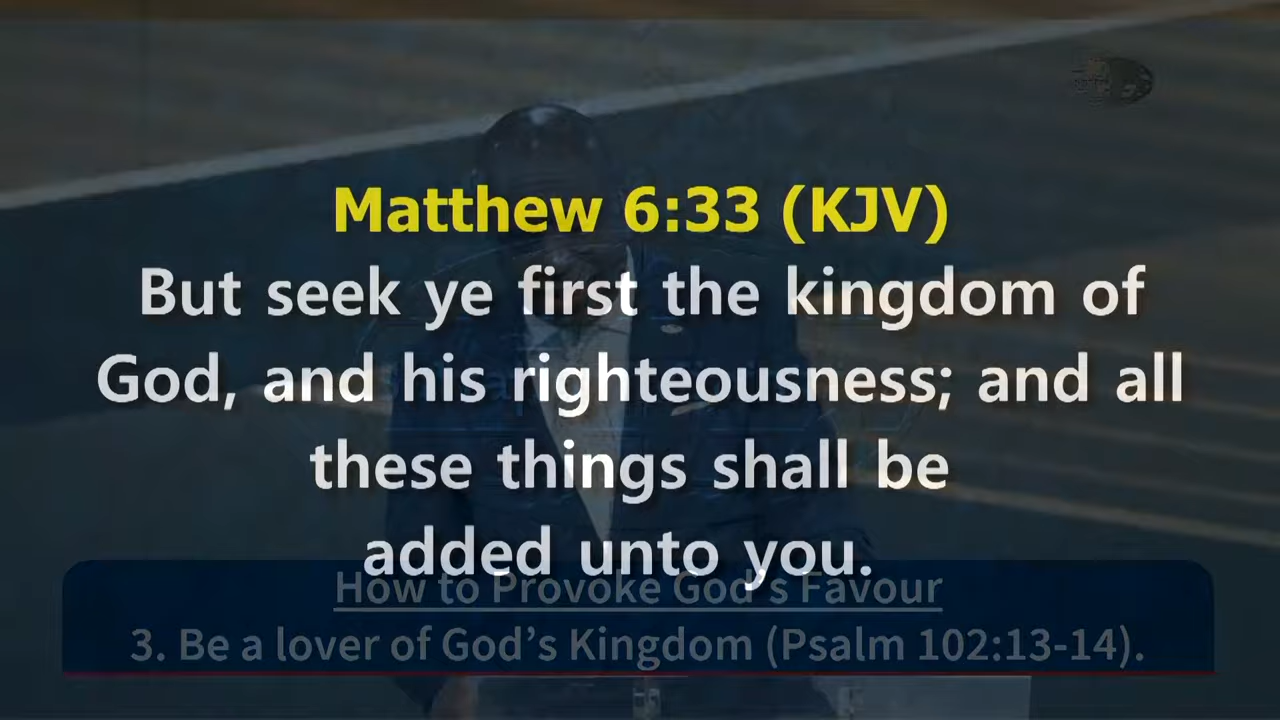 Matthew 6:33 (KJV)
But seek ye first the kingdom of
God, and his righteousness; and all
these things shall be
added unto you.
How to Provoke God's Favour
3. Be a lover of God's Kingdom (Psalm 102:13-14).